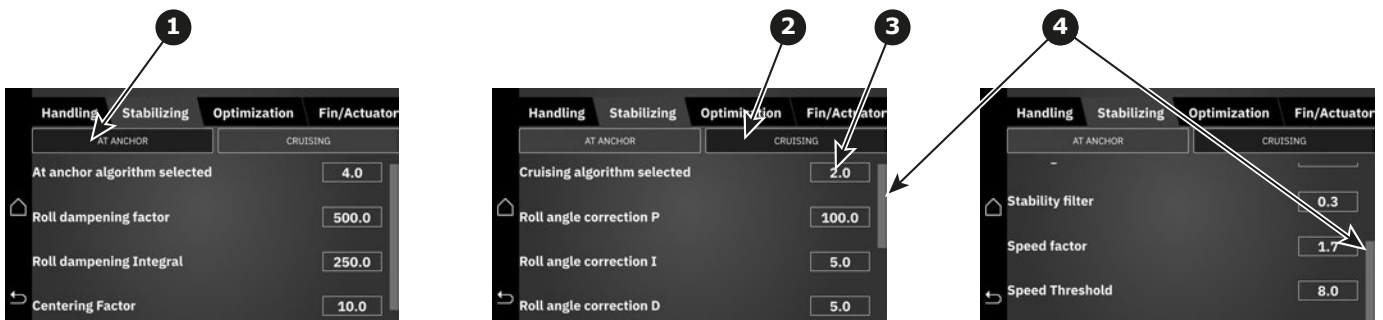 1
2
3
4
Handling Stabilizing Optimization Fin/Actuator
AT ANCHOR CRUISING
At anchor algorithm selected 4.0
Roll dampening factor 500.0
Roll dampening Integral 250.0
Centering Factor 10.0
Handling Stabilizing Optimization Fin/Actuator
AT ANCHOR CRUISING
Cruising algorithm selected 2.0
Roll angle correction P 100.0
Roll angle correction I 5.0
Roll angle correction D 5.0
Handling Stabilizing Optimization Fin/Actuator
AT ANCHOR CRUISING
Stability filter 0.3
Speed factor 1.7
Speed Threshold 8.0